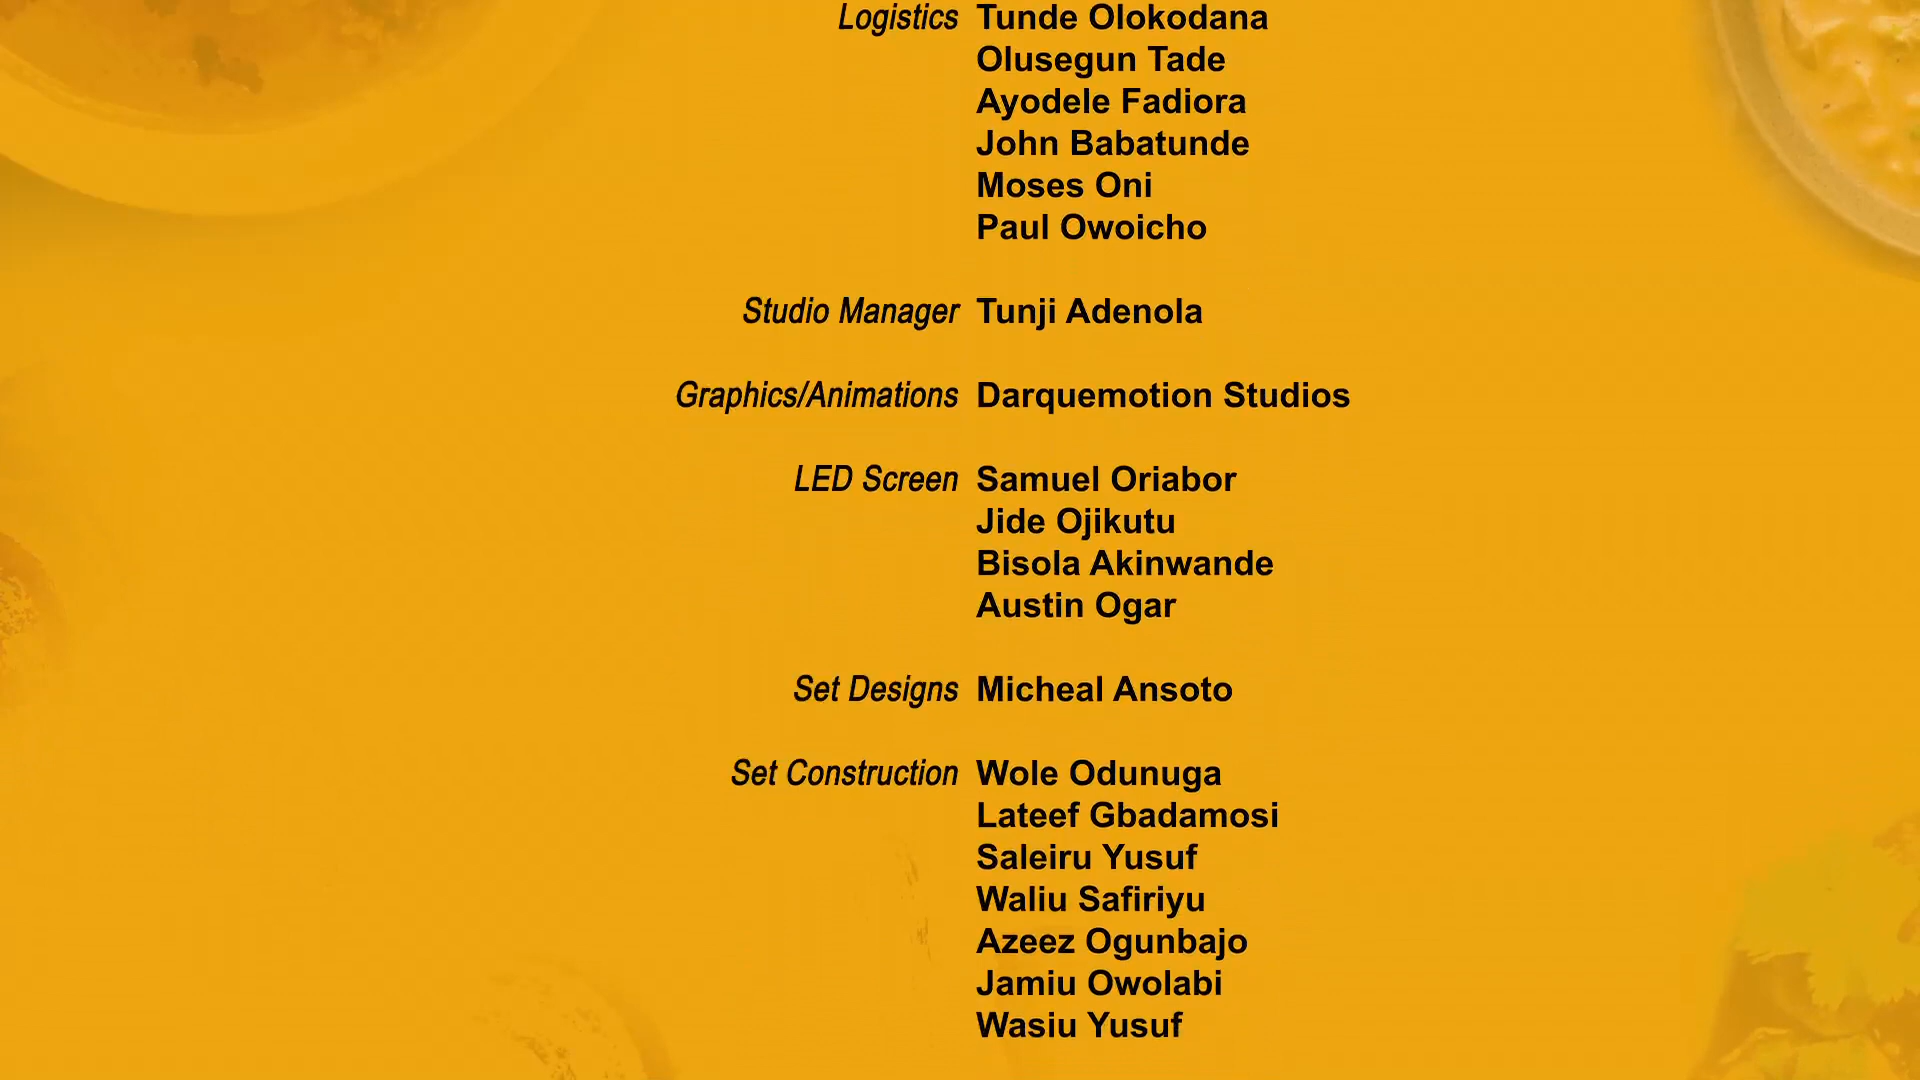 Logistics Tunde Olokodana
Olusegun Tade
Ayodele Fadiora
John Babatunde
Moses Oni
Paul Owoicho
Studio Manager Tunji Adenola
Graphics/Animations Darquemotion Studios
LED Screen Samuel Oriabor
Jide Ojikutu
Bisola Akinwande
Austin Ogar
Set Designs Micheal Ansoto
Set Construction Wole Odunuga
Lateef Gbadamosi
Saleiru Yusuf
Waliu Safiriyu
Azeez Ogunbajo
Jamiu Owolabi
Wasiu Yusuf